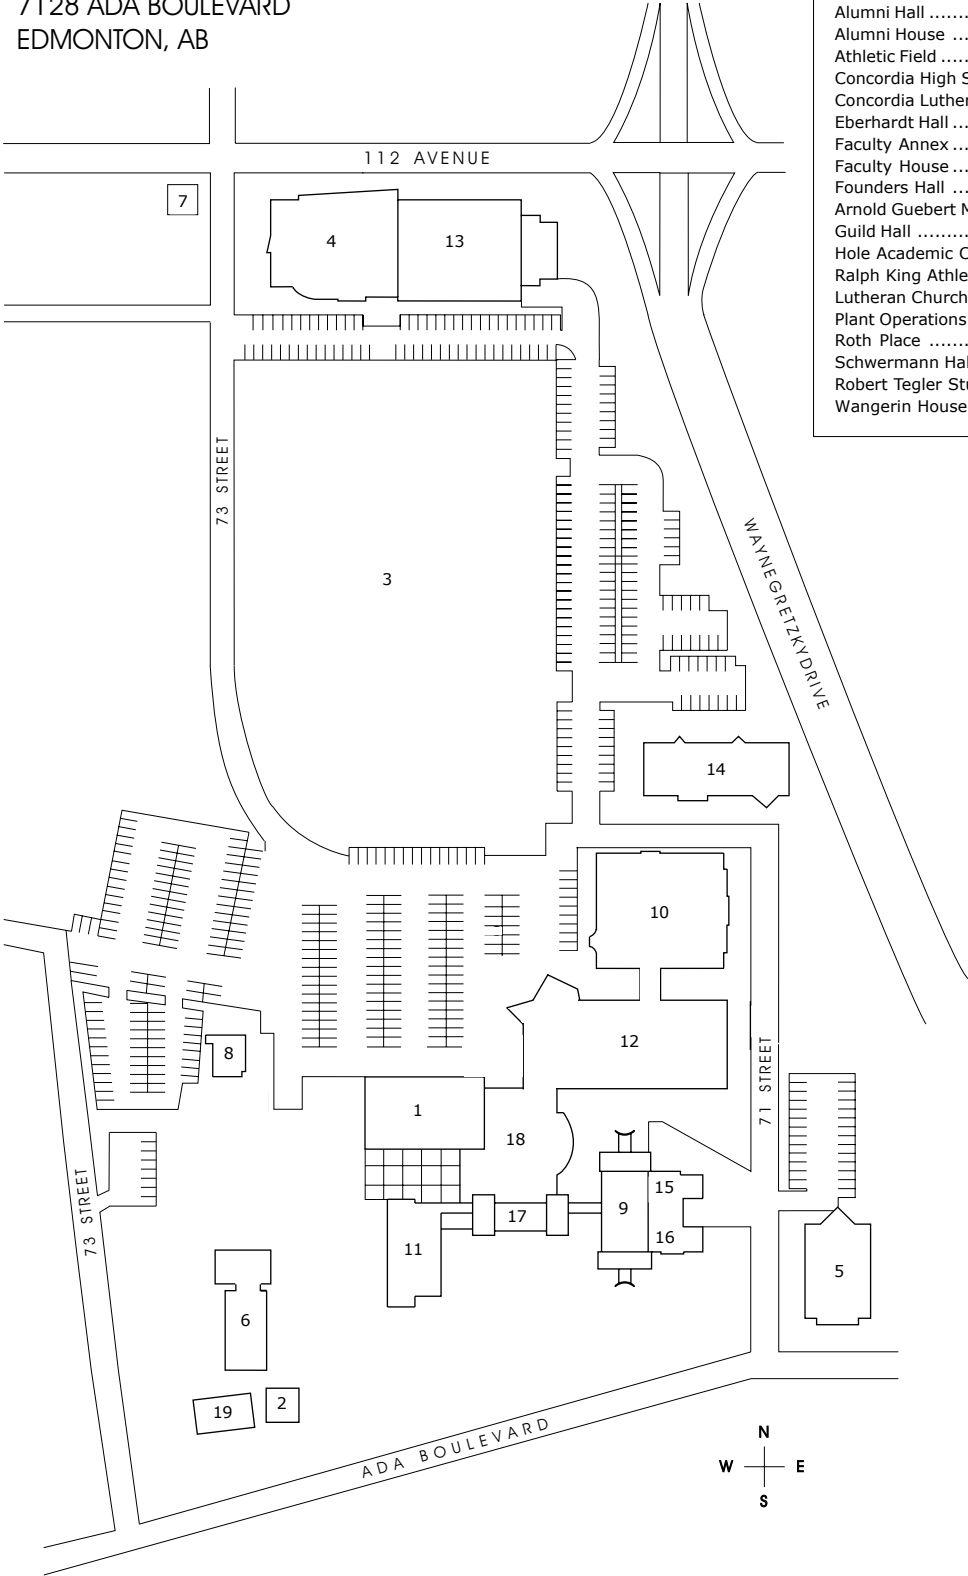 7128 ADA BOULEVARD
EDMONTON, AB
Alumni Hall .......
Alumni House ...
Athletic Field .....
Concordia High S
Concordia Luther
Eberhardt Hall ...
Faculty Annex ...
Faculty House ...
Founders Hall ...
Arnold Guebert M
Guild Hall .........
Hole Academic C
Ralph King Athle
Lutheran Church
Plant Operations
Roth Place .......
Schwermann Hal
Robert Tegler Stu
Wangerin House
112 AVENUE
7
4
13
73 STREET
3
WAYNEGRETZKYDRIVE
14
10
12
8
71 STREET
1
18
15
9
17
16
11
73 STREET
5
6
2
19
ADA BOULEVARD
N
W E
S